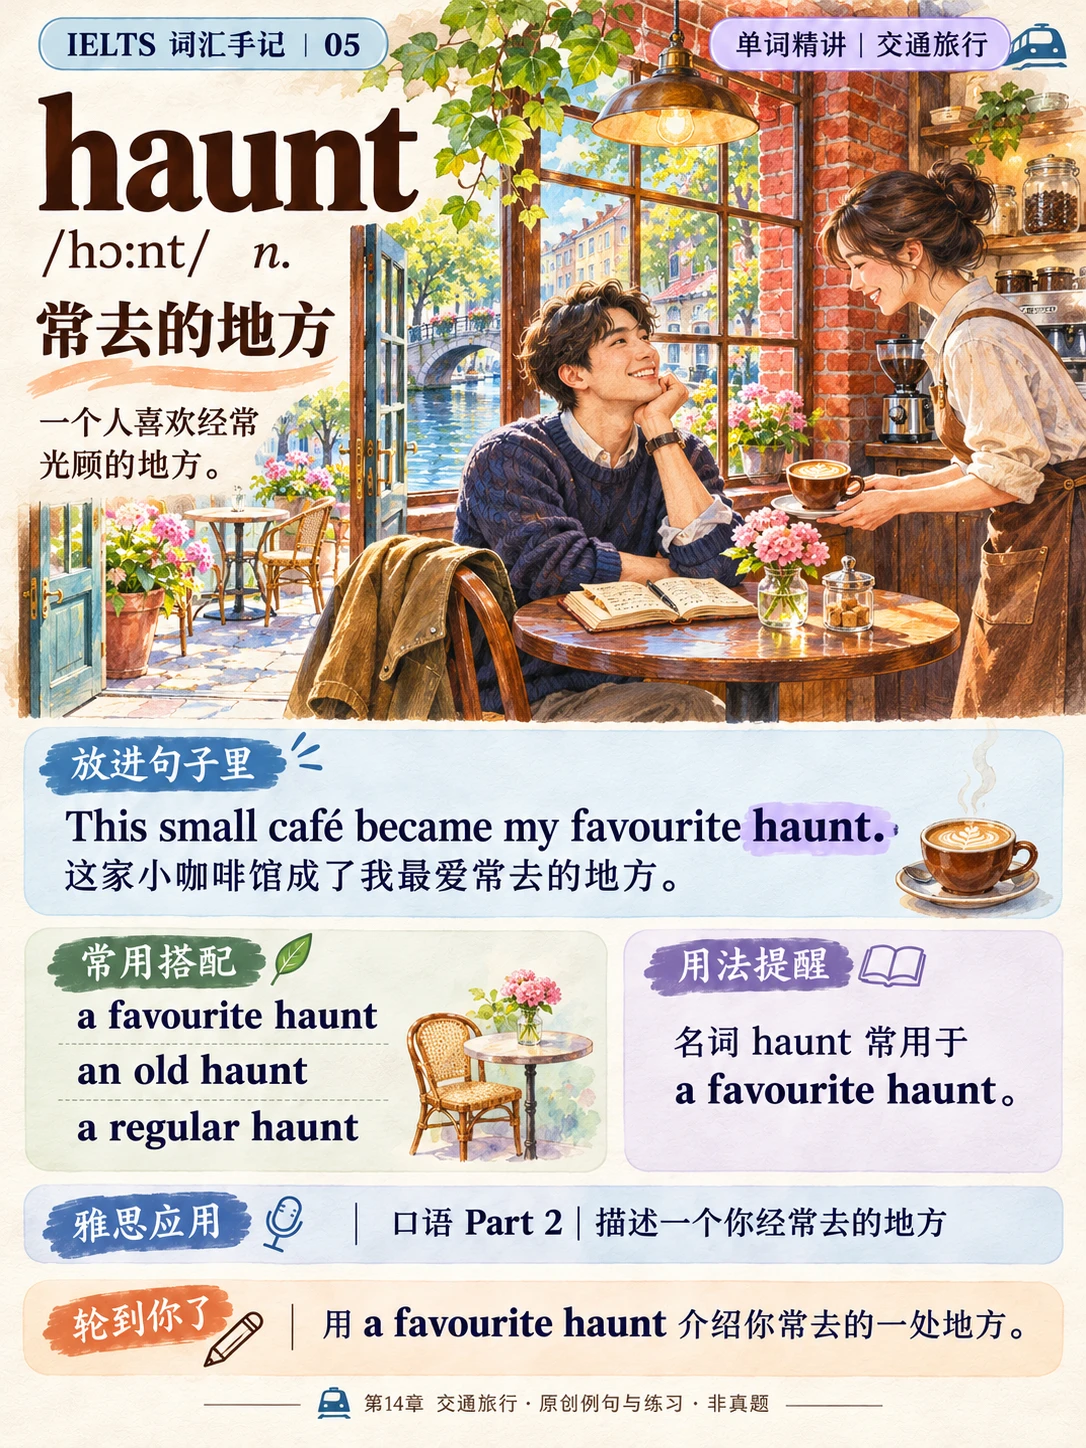 IELTS 词汇手记 | 05
单词精讲 | 交通旅行
haunt
/hɔ:nt/ n.
常去的地方
一个人喜欢经常
光顾的地方。
放进句子里
This small café became my favourite haunt.
这家小咖啡馆成了我最爱常去的地方。
常用搭配
a favourite haunt
an old haunt
a regular haunt
用法提醒
名词 haunt 常用于
a favourite haunt。
雅思应用
口语 Part 2 | 描述一个你经常去的地方
轮到你了
用 a favourite haunt 介绍你常去的一处地方。
第14章 交通旅行·原创例句与练习·非真题